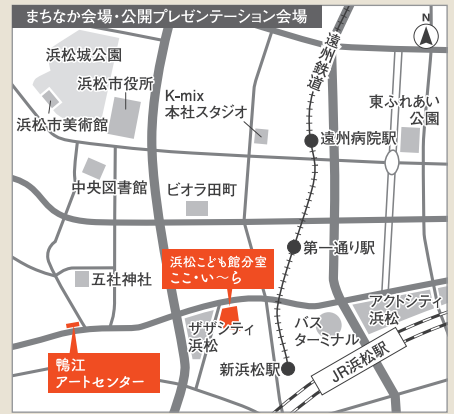 まちなか会場・公開プレゼンテーション会場
N
浜松城公園
浜松市役所
浜松市美術館
K-mix
本社スタジオ
遠州鉄道
東ふれあい
公園
遠州病院駅
中央図書館
ビオラ田町
第一通り駅
浜松こども館分室
ここ・い〜ら
五社神社
ザザシティ
浜松
バス
ターミナル
アクトシティ
浜松
鴨江
アートセンター
新浜松駅
JR浜松駅